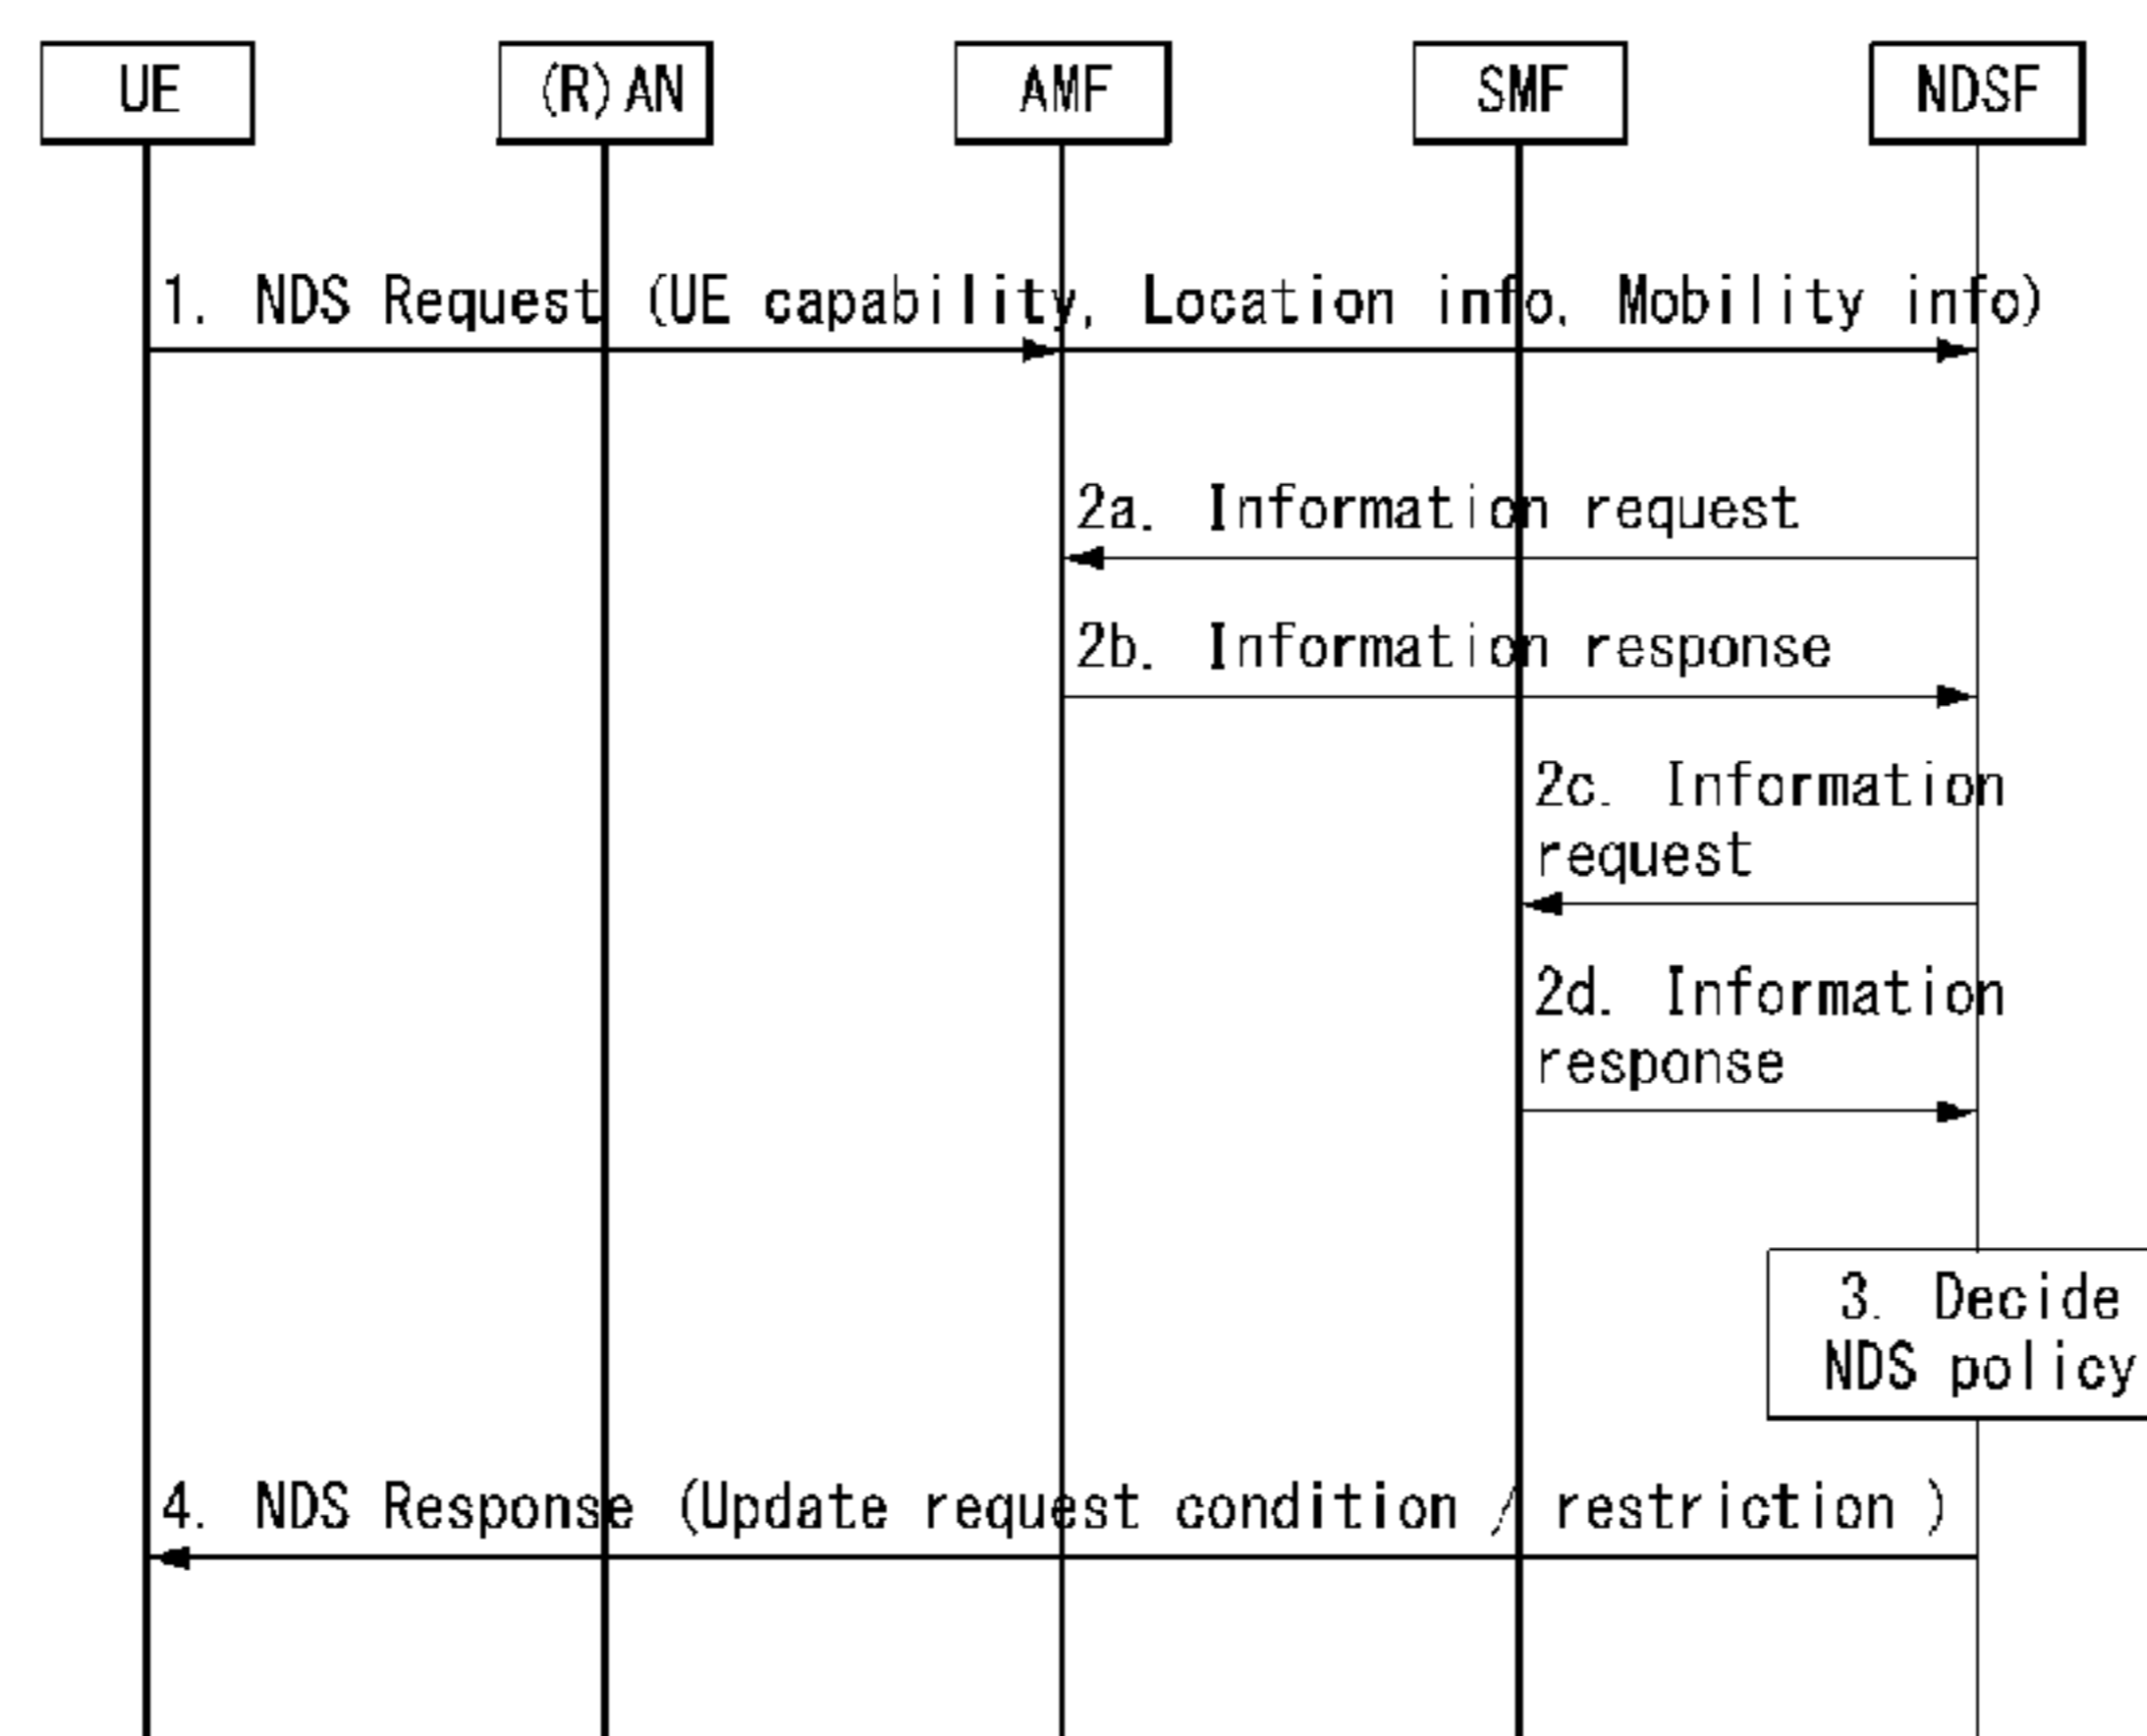 UE
(R)AN
AMF
SMF
NDSF
1. NDS Request (UE capability, Location info, Mobility info)
2a. Information request
2b. Information response
2c. Information
request
2d. Information
response
3. Decide
NDS policy
4. NDS Response (Update request condition / restriction )